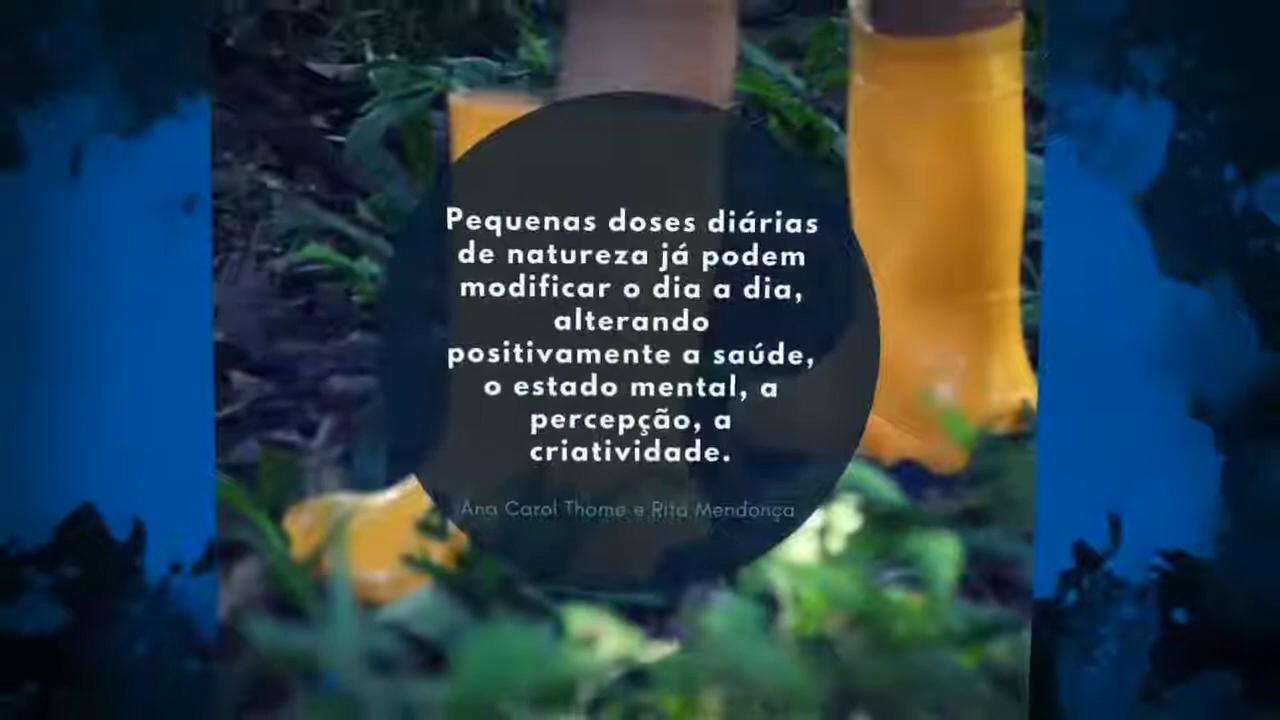 Pequenas doses diárias
de natureza já podem
modificar o dia a dia,
alterando
positivamente a saúde,
o estado mental, a
percepção, a
criatividade.
Ana Carol Thome e Rita Mendonça